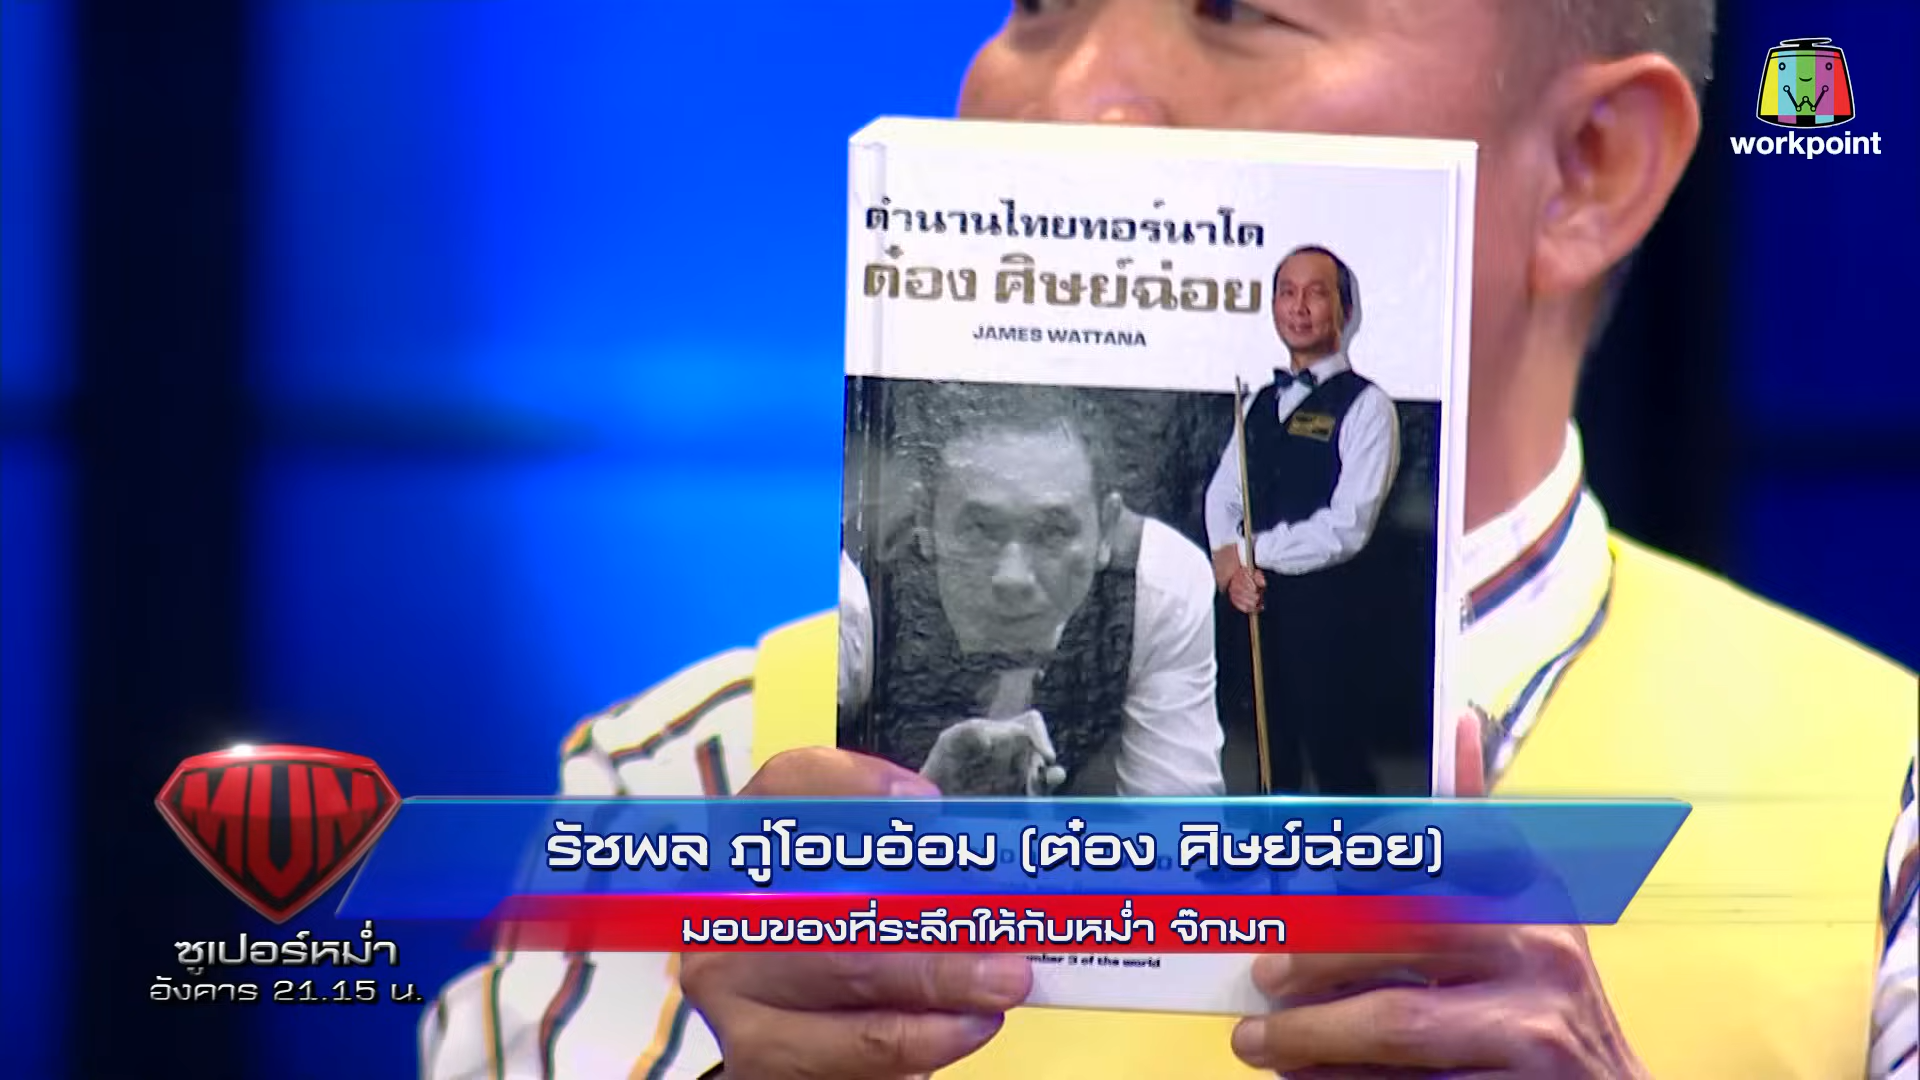 workpoint
ตำนานไทยทอร์นาโด
ต๋อง ศิษย์ฉ่อย
JAMES WATTANA
MUM
รัชพล ภู่โอบอ้อม (ต๋อง ศิษย์ฉ่อย)
มอบของที่ระลึกให้กับหม่ำ จ๊กมก
ซูเปอร์หม่ำ
อังคาร 21.15 น.
3 of the world